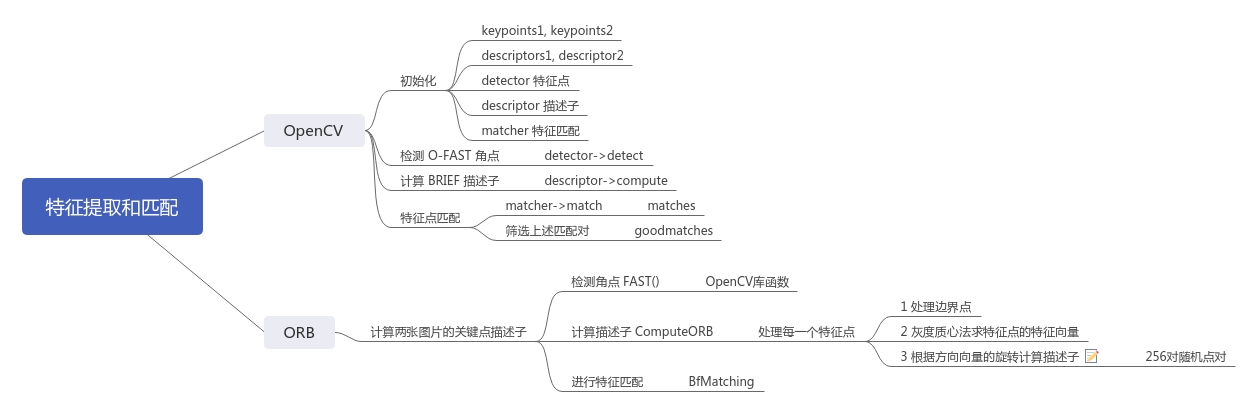 特征提取和匹配
OpenCV
初始化
keypoints1, keypoints2
descriptors1, descriptor2
detector 特征点
descriptor 描述子
matcher 特征匹配
检测 O-FAST 角点 detector->detect
计算 BRIEF 描述子 descriptor->compute
特征点匹配
matcher->match matches
筛选上述匹配对 goodmatches
ORB
计算两张图片的关键点描述子
检测角点 FAST() OpenCV库函数
计算描述子 ComputeORB 处理每一个特征点
1 处理边界点
2 灰度质心法求特征点的特征向量
3 根据方向向量的旋转计算描述子 256对随机点对
进行特征匹配 BfMatching